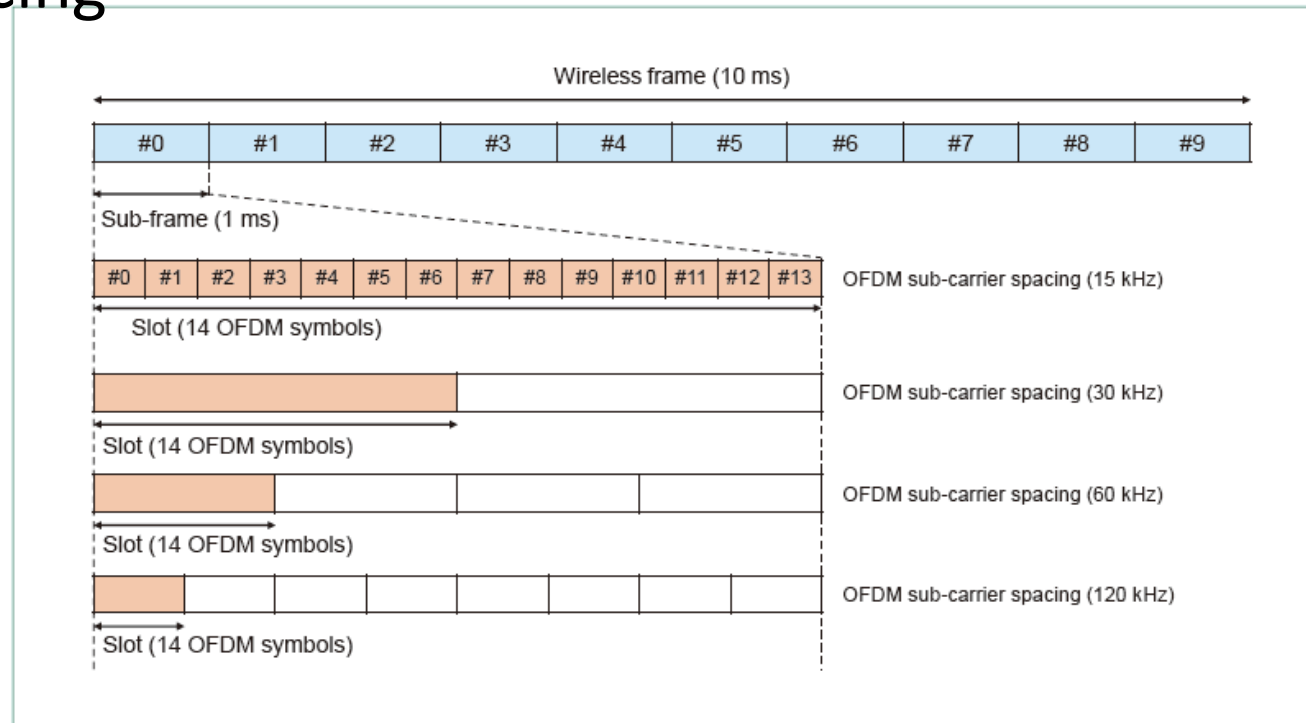 Wireless frame (10 ms)
#0 #1 #2 #3 #4 #5 #6 #7 #8 #9
Sub-frame (1 ms)
#0 #1 #2 #3 #4 #5 #6 #7 #8 #9 #10 #11 #12 #13 OFDM sub-carrier spacing (15 kHz)
Slot (14 OFDM symbols)
OFDM sub-carrier spacing (30 kHz)
Slot (14 OFDM symbols)
OFDM sub-carrier spacing (60 kHz)
Slot (14 OFDM symbols)
OFDM sub-carrier spacing (120 kHz)
Slot (14 OFDM symbols)